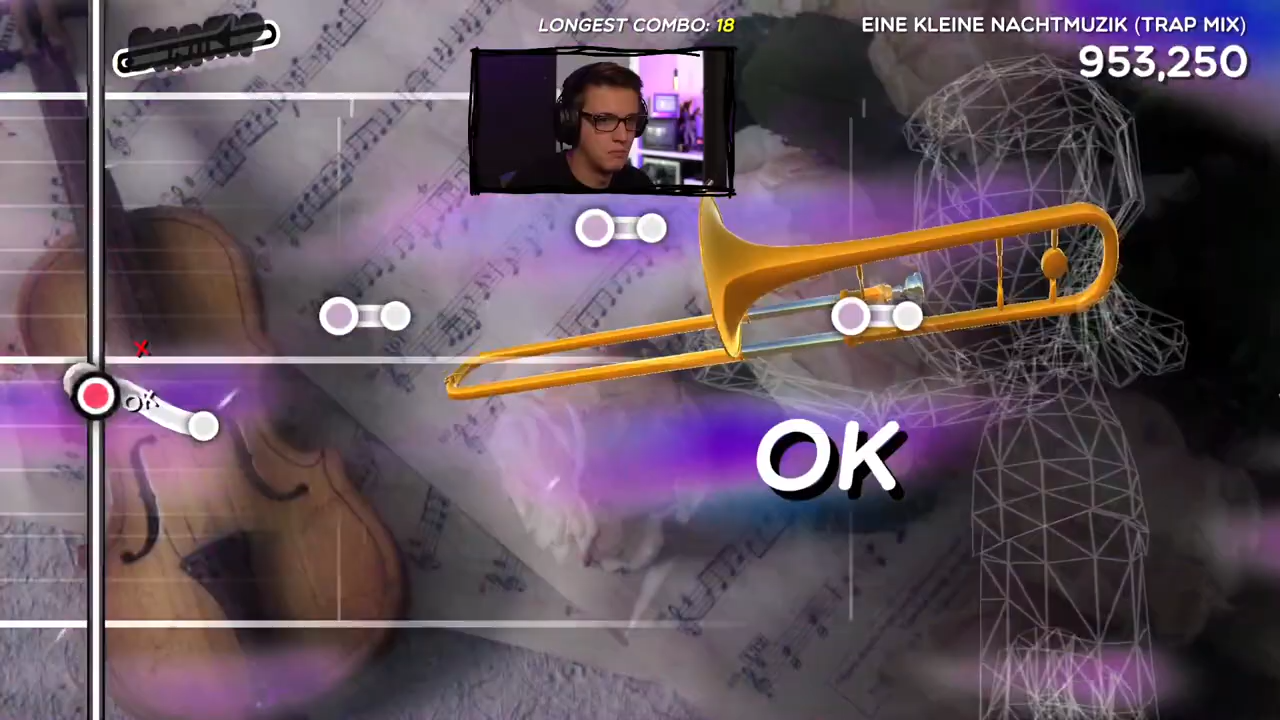 LONGEST COMBO: 18
EINE KLEINE NACHTMUZIK (TRAP MIX)
953,250
X
OK
OK